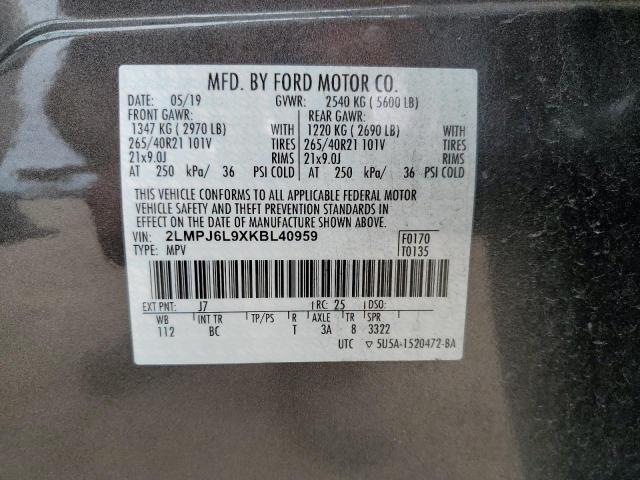 MFD. BY FORD MOTOR CO.
DATE: 05/19 GVWR: 2540 KG ( 5600 LB)
FRONT GAWR: REAR GAWR:
1347 KG ( 2970 LB) WITH 1220 KG ( 2690 LB) WITH
265/40R21 101V TIRES 265/40R21 101V TIRES
21x9.0J RIMS 21x9.0J RIMS
AT 250 kPa/ 36 PSI COLD AT 250 kPa/ 36 PSI COLD
THIS VEHICLE CONFORMS TO ALL APPLICABLE FEDERAL MOTOR
VEHICLE SAFETY AND THEFT PREVENTION STANDARDS IN
EFFECT ON THE DATE OF MANUFACTURE SHOWN ABOVE.
VIN: 2LMPJ6L9XKBL40959 F0170
TYPE: MPV T0135
EXT PNT: J7 RC: 25 DSO:
WB INT TR TP/PS R AXLE TR SPR
112 BC T 3A 8 3322
UTC ▽ 5U5A-1520472-BA